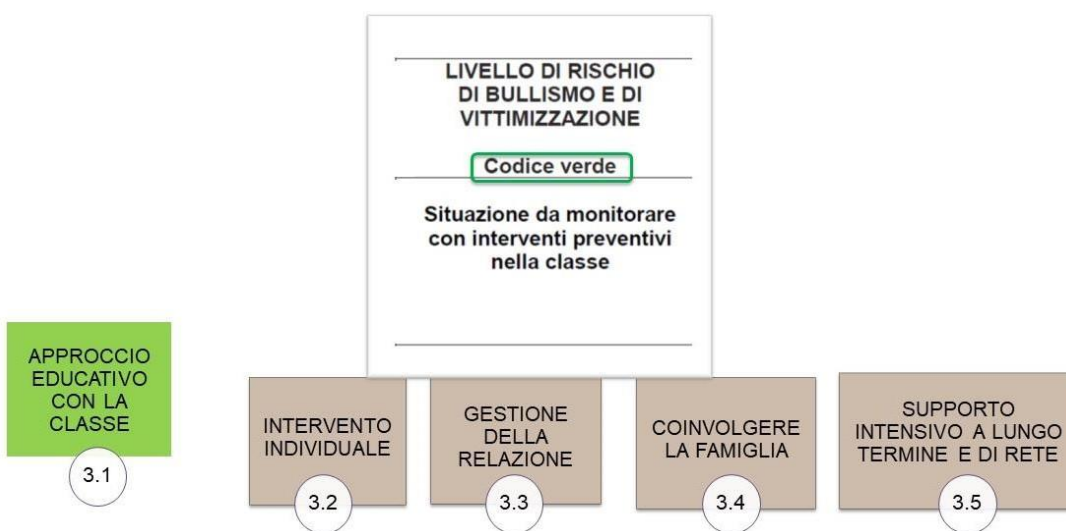 LIVELLO DI RISCHIO
DI BULLISMO E DI
VITTIMIZZAZIONE
Codice verde
Situazione da monitorare
con interventi preventivi
nella classe
APPROCCIO
EDUCATIVO
CON LA
CLASSE
3.1
INTERVENTO
INDIVIDUALE
3.2
GESTIONE
DELLA
RELAZIONE
3.3
COINVOLGERE
LA FAMIGLIA
3.4
SUPPORTO
INTENSIVO A LUNGO
TERMINE E DI RETE
3.5